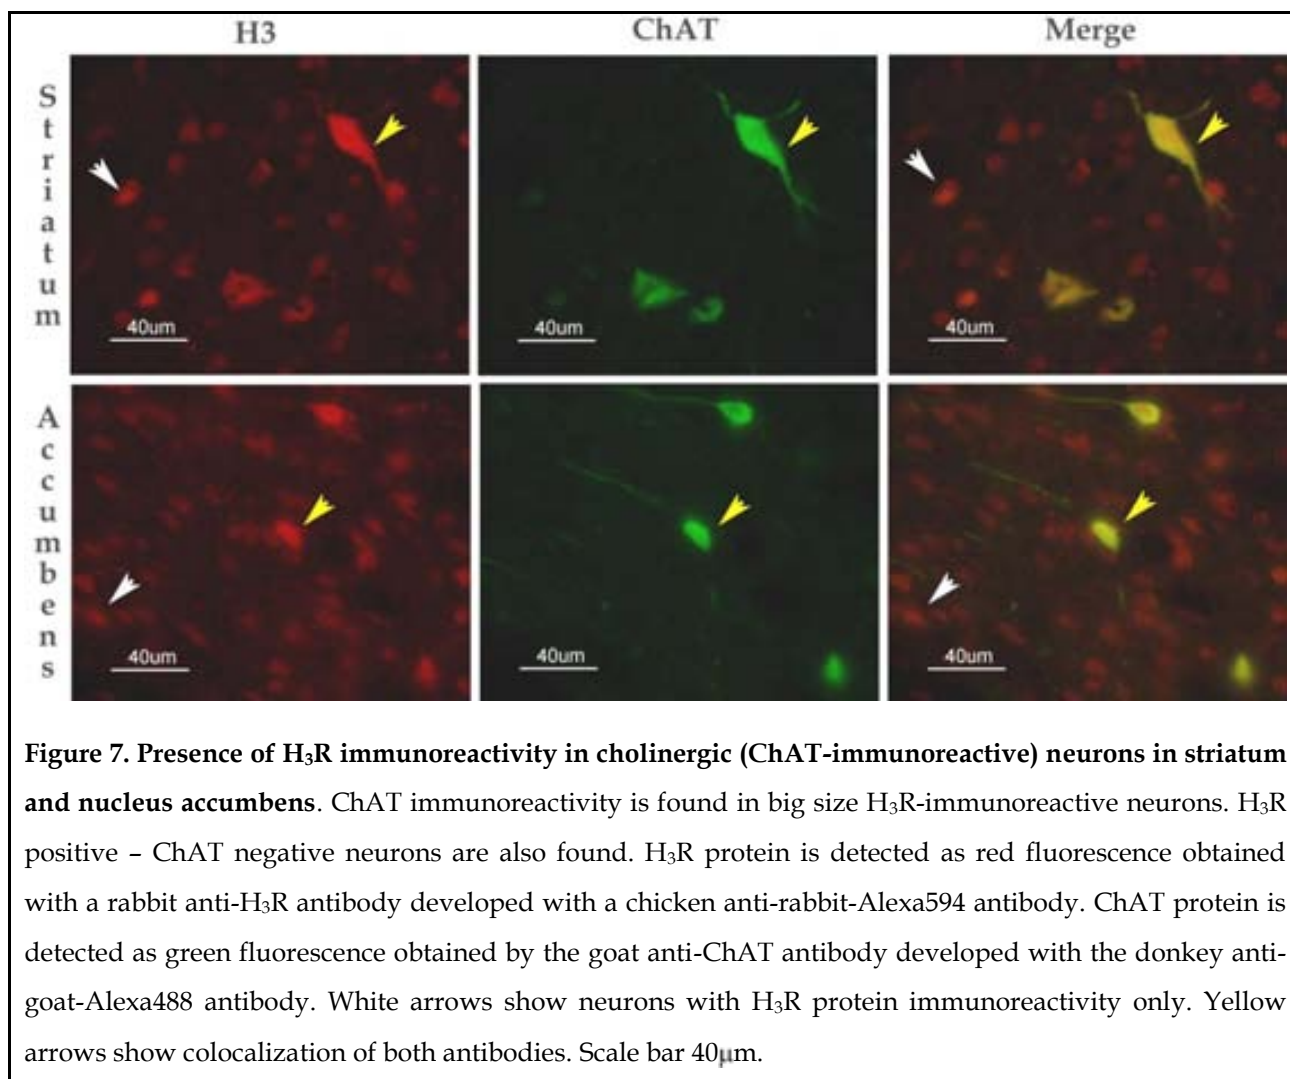 H3 ChAT Merge
Striatum
40um 40um 40um
Accumbens
40um 40um 40um
Figure 7. Presence of H₃R immunoreactivity in cholinergic (ChAT-immunoreactive) neurons in striatum
and nucleus accumbens. ChAT immunoreactivity is found in big size H₃R-immunoreactive neurons. H₃R
positive – ChAT negative neurons are also found. H₃R protein is detected as red fluorescence obtained
with a rabbit anti-H₃R antibody developed with a chicken anti-rabbit-Alexa594 antibody. ChAT protein is
detected as green fluorescence obtained by the goat anti-ChAT antibody developed with the donkey anti-
goat-Alexa488 antibody. White arrows show neurons with H₃R protein immunoreactivity only. Yellow
arrows show colocalization of both antibodies. Scale bar 40μm.